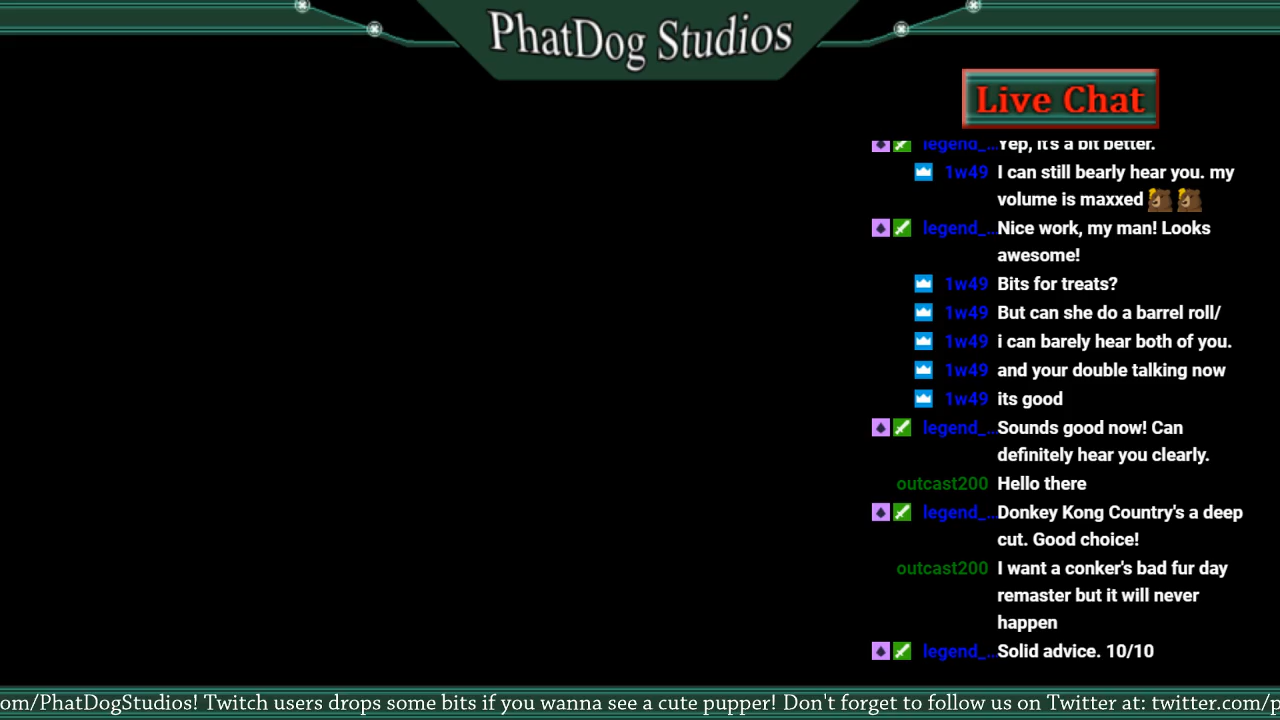 PhatDog Studios
Live Chat
legend_... Yep, it's a bit better.
1w49 I can still bearly hear you. my
volume is maxxed
legend_... Nice work, my man! Looks
awesome!
1w49 Bits for treats?
1w49 But can she do a barrel roll/
1w49 i can barely hear both of you.
1w49 and your double talking now
1w49 its good
legend_... Sounds good now! Can
definitely hear you clearly.
outcast200 Hello there
legend_... Donkey Kong Country's a deep
cut. Good choice!
outcast200 I want a conker's bad fur day
remaster but it will never
happen
legend_... Solid advice. 10/10
om/PhatDogStudios! Twitch users drops some bits if you wanna see a cute pupper! Don't forget to follow us on Twitter at: twitter.com/p